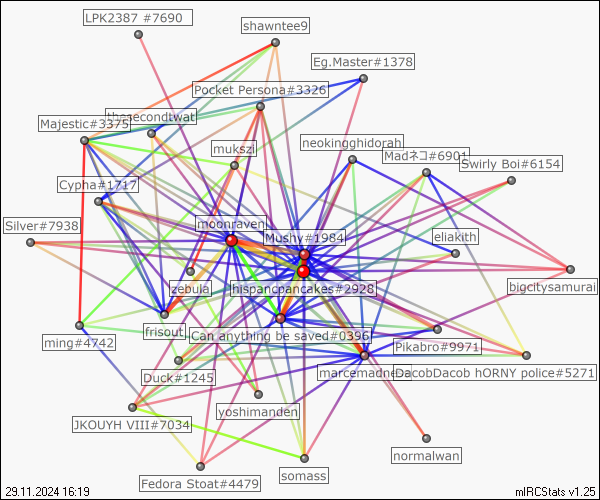 LPK2387 #7690
shawntee9
Eg.Master#1378
Pocket Persona#3326
thesecondtwat
Majestic#3375
neokingghidorah
mukszi
Madネコ#6901
Swirly Boi#6154
Cypha#1717
Silver#7938
moonraven
Mushy#1984
eliakith
zebula
hispanopancakes#2928
bigcitysamurai
frisout
Can anything be saved#0396
ming#4742
Pikabro#9971
Duck#1245
marcemadness
DacobDacob hORNY police#5271
yoshimanden
JKOUYH VIII#7034
normalwan
somass
Fedora Stoat#4479
29.11.2024 16:19
mIRCStats v1.25